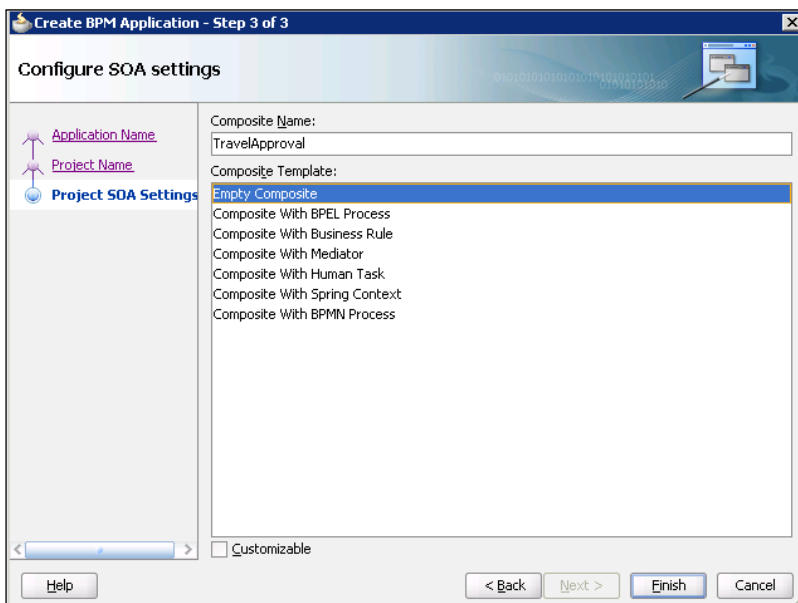 Create BPM Application - Step 3 of 3
Configure SOA settings
Application Name
Project Name
Project SOA Settings
Composite Name:
TravelApproval
Composite Template:
Empty Composite
Composite With BPEL Process
Composite With Business Rule
Composite With Mediator
Composite With Human Task
Composite With Spring Context
Composite With BPMN Process
Customizable
Help
< Back
Next >
Finish
Cancel